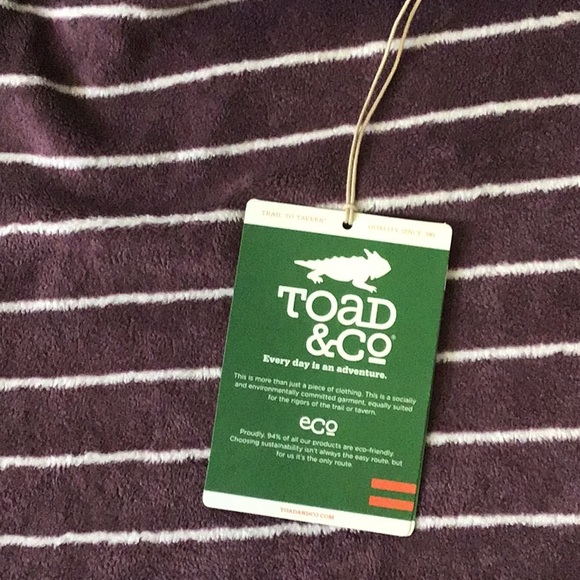 TRAIL TO TAVERN®
TOAD
&CO®
Every day is an adventure.
This is more than just a piece of clothing. This is a socially
and environmentally committed garment, equally suited
for the rigors of the trail or tavern.
eco
Proudly, 94% of all our products are eco-friendly.
Choosing sustainability isn't always the easy route, but
for us it's the only route.
TOADANDCO.COM